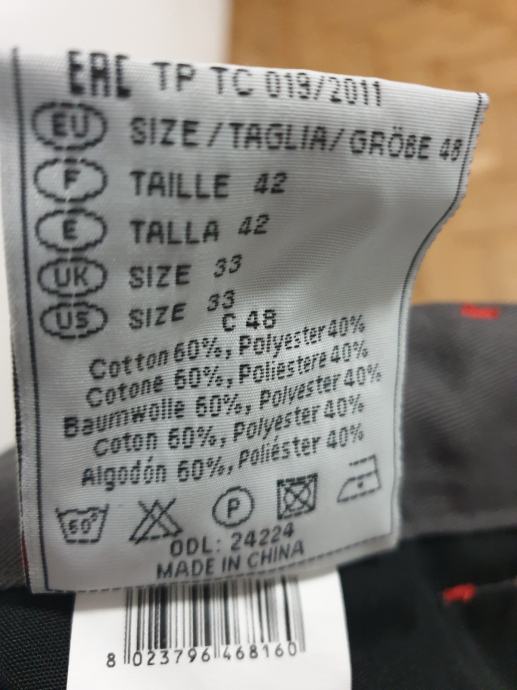 EAC TP TC 019/2011
EU SIZE/TAGLIA/GRÖBE 48
F TAILLE 42
E TALLA 42
UK SIZE 33
US SIZE 33
C 48
Cotton 60%, Polyester 40%
Cotone 60%, Poliestere 40%
Baumwolle 60%, Polyester 40%
Coton 60%, Polyester 40%
Algodón 60%, Poliéster 40%
60° P
ODL: 24224
MADE IN CHINA
8 023796 468160